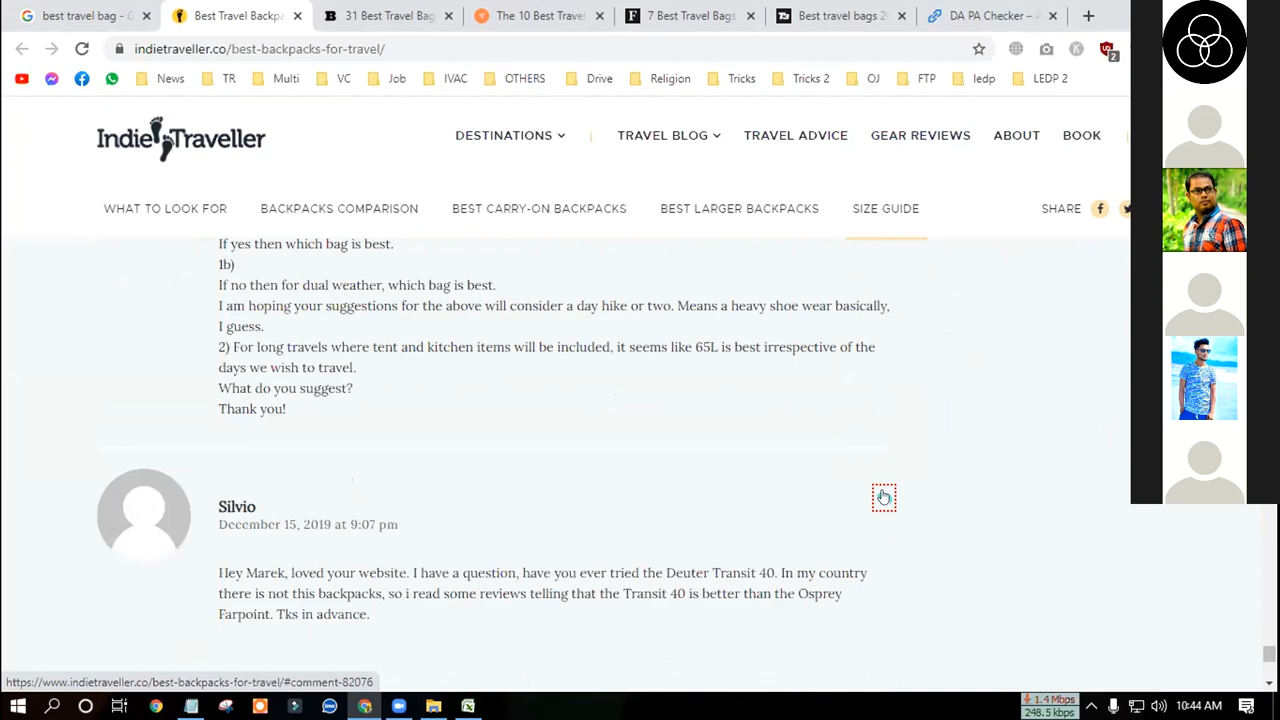 best travel bag - G
Best Travel Backpa
31 Best Travel Bag
The 10 Best Travel
7 Best Travel Bags
Best travel bags 2
DA PA Checker –
indietraveller.co/best-backpacks-for-travel/
2
News
TR
Multi
VC
Job
IVAC
OTHERS
Drive
Religion
Tricks
Tricks 2
OJ
FTP
ledp
LEDP 2
Indie Traveller
DESTINATIONS
TRAVEL BLOG
TRAVEL ADVICE
GEAR REVIEWS
ABOUT
BOOK
WHAT TO LOOK FOR
BACKPACKS COMPARISON
BEST CARRY-ON BACKPACKS
BEST LARGER BACKPACKS
SIZE GUIDE
SHARE
If yes then which bag is best.
1b)
If no then for dual weather, which bag is best.
I am hoping your suggestions for the above will consider a day hike or two. Means a heavy shoe wear basically,
I guess.
2) For long travels where tent and kitchen items will be included, it seems like 65L is best irrespective of the
days we wish to travel.
What do you suggest?
Thank you!
Silvio
December 15, 2019 at 9:07 pm
Hey Marek, loved your website. I have a question, have you ever tried the Deuter Transit 40. In my country
there is not this backpacks, so i read some reviews telling that the Transit 40 is better than the Osprey
Farpoint. Tks in advance.
https://www.indietraveller.co/best-backpacks-for-travel/#comment-82076
1.4 Mbps
248.5 kbps
10:44 AM